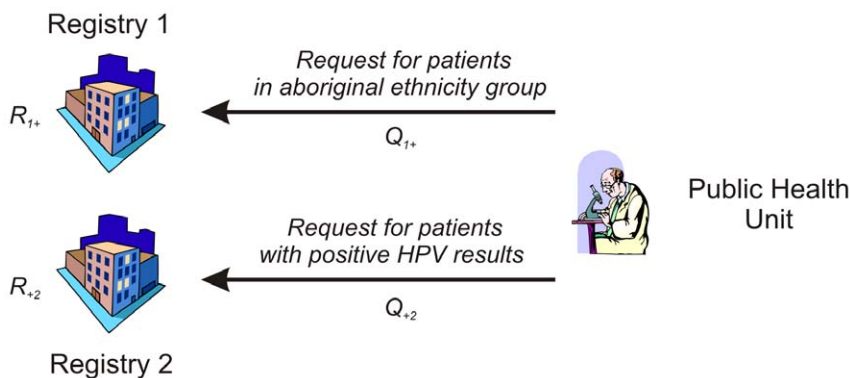 Registry 1
Request for patients
in aboriginal ethnicity group
R1+
Q1+
Public Health
Unit
Request for patients
with positive HPV results
R+2
Q+2
Registry 2